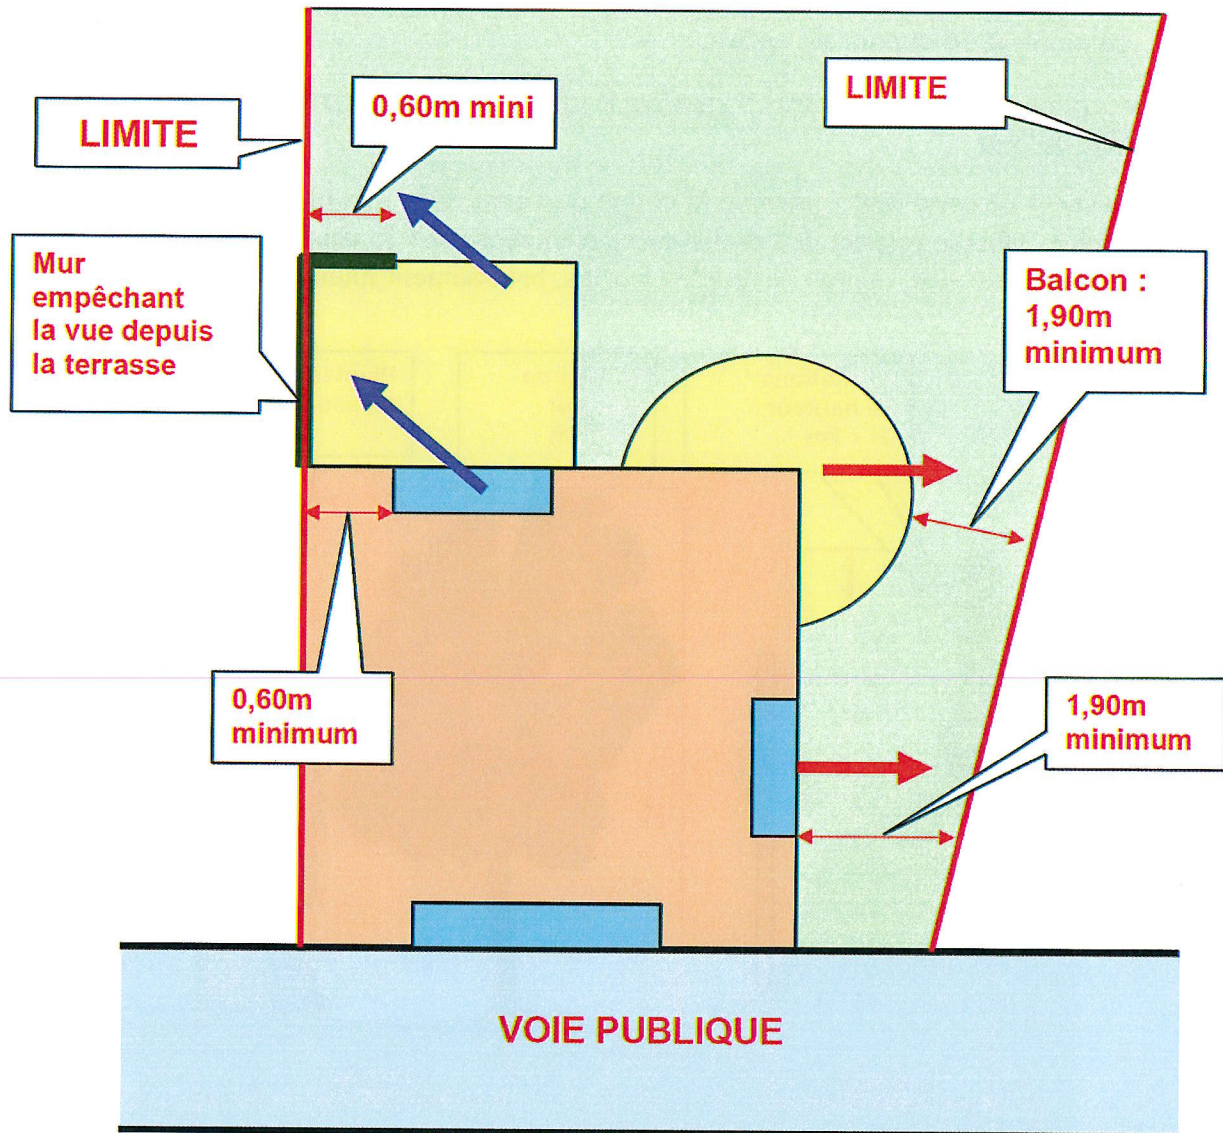 LIMITE
0,60m mini
LIMITE
Mur
empêchant
la vue depuis
la terrasse
Balcon :
1,90m
minimum
0,60m
minimum
1,90m
minimum
VOIE PUBLIQUE